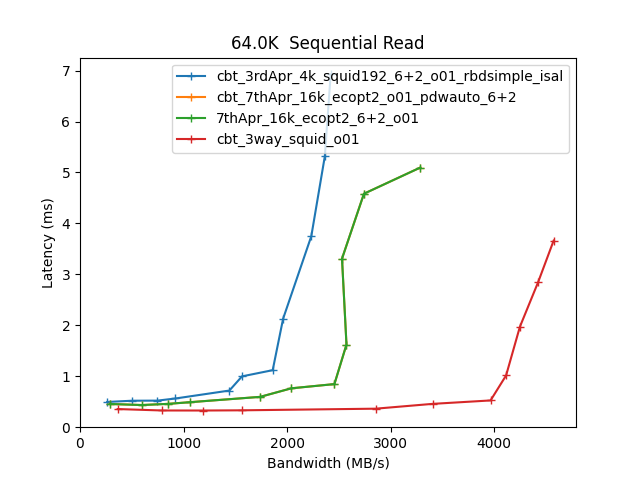 64.0K  Sequential Read
cbt_3rdApr_4k_squid192_6+2_o01_rbdsimple_isal
cbt_7thApr_16k_ecopt2_o01_pdwauto_6+2
7thApr_16k_ecopt2_6+2_o01
cbt_3way_squid_o01
Latency (ms)
7
6
5
4
3
2
1
0
0 1000 2000 3000 4000
Bandwidth (MB/s)